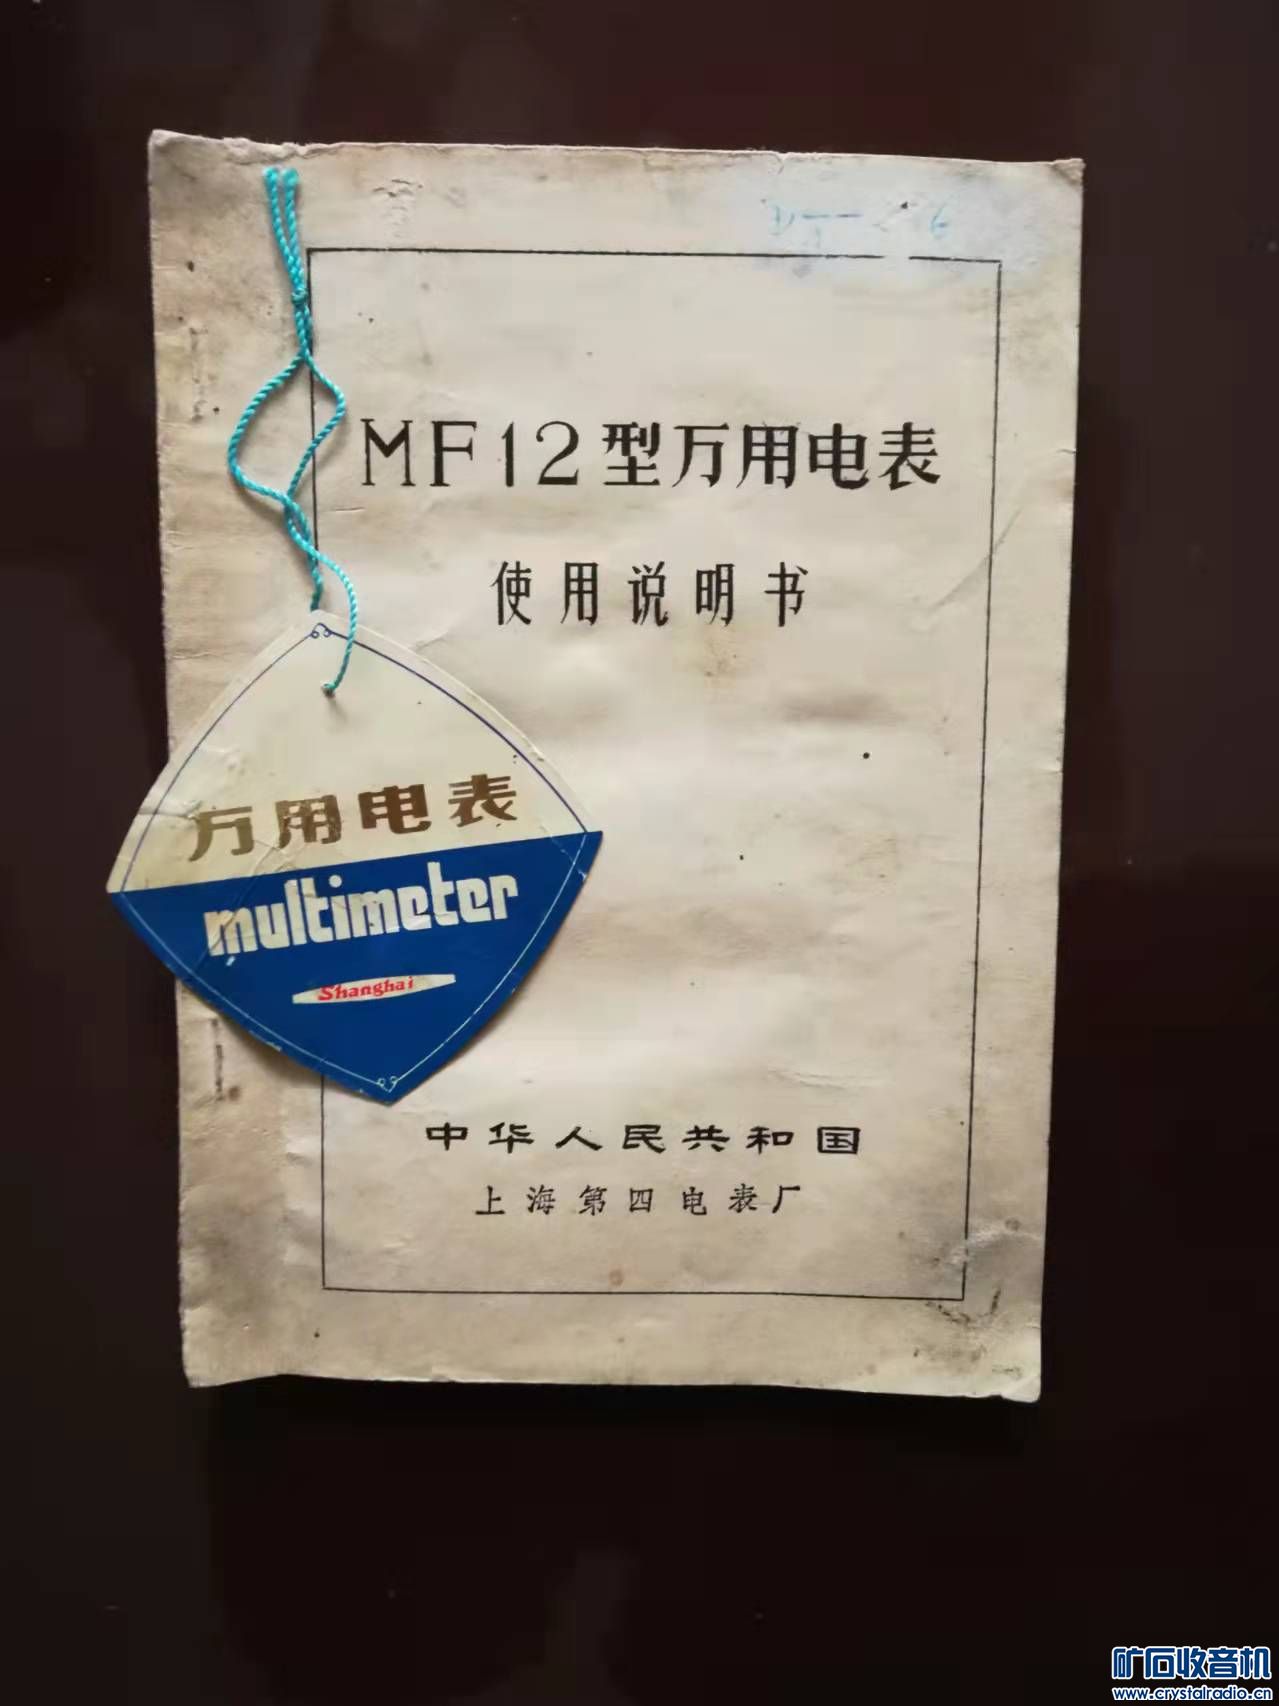 MF12型万用电表
使用说明书
万用电表
multimeter
Shanghai
中华人民共和国
上海第四电表厂
矿石收音机
www.crystalradio.cn